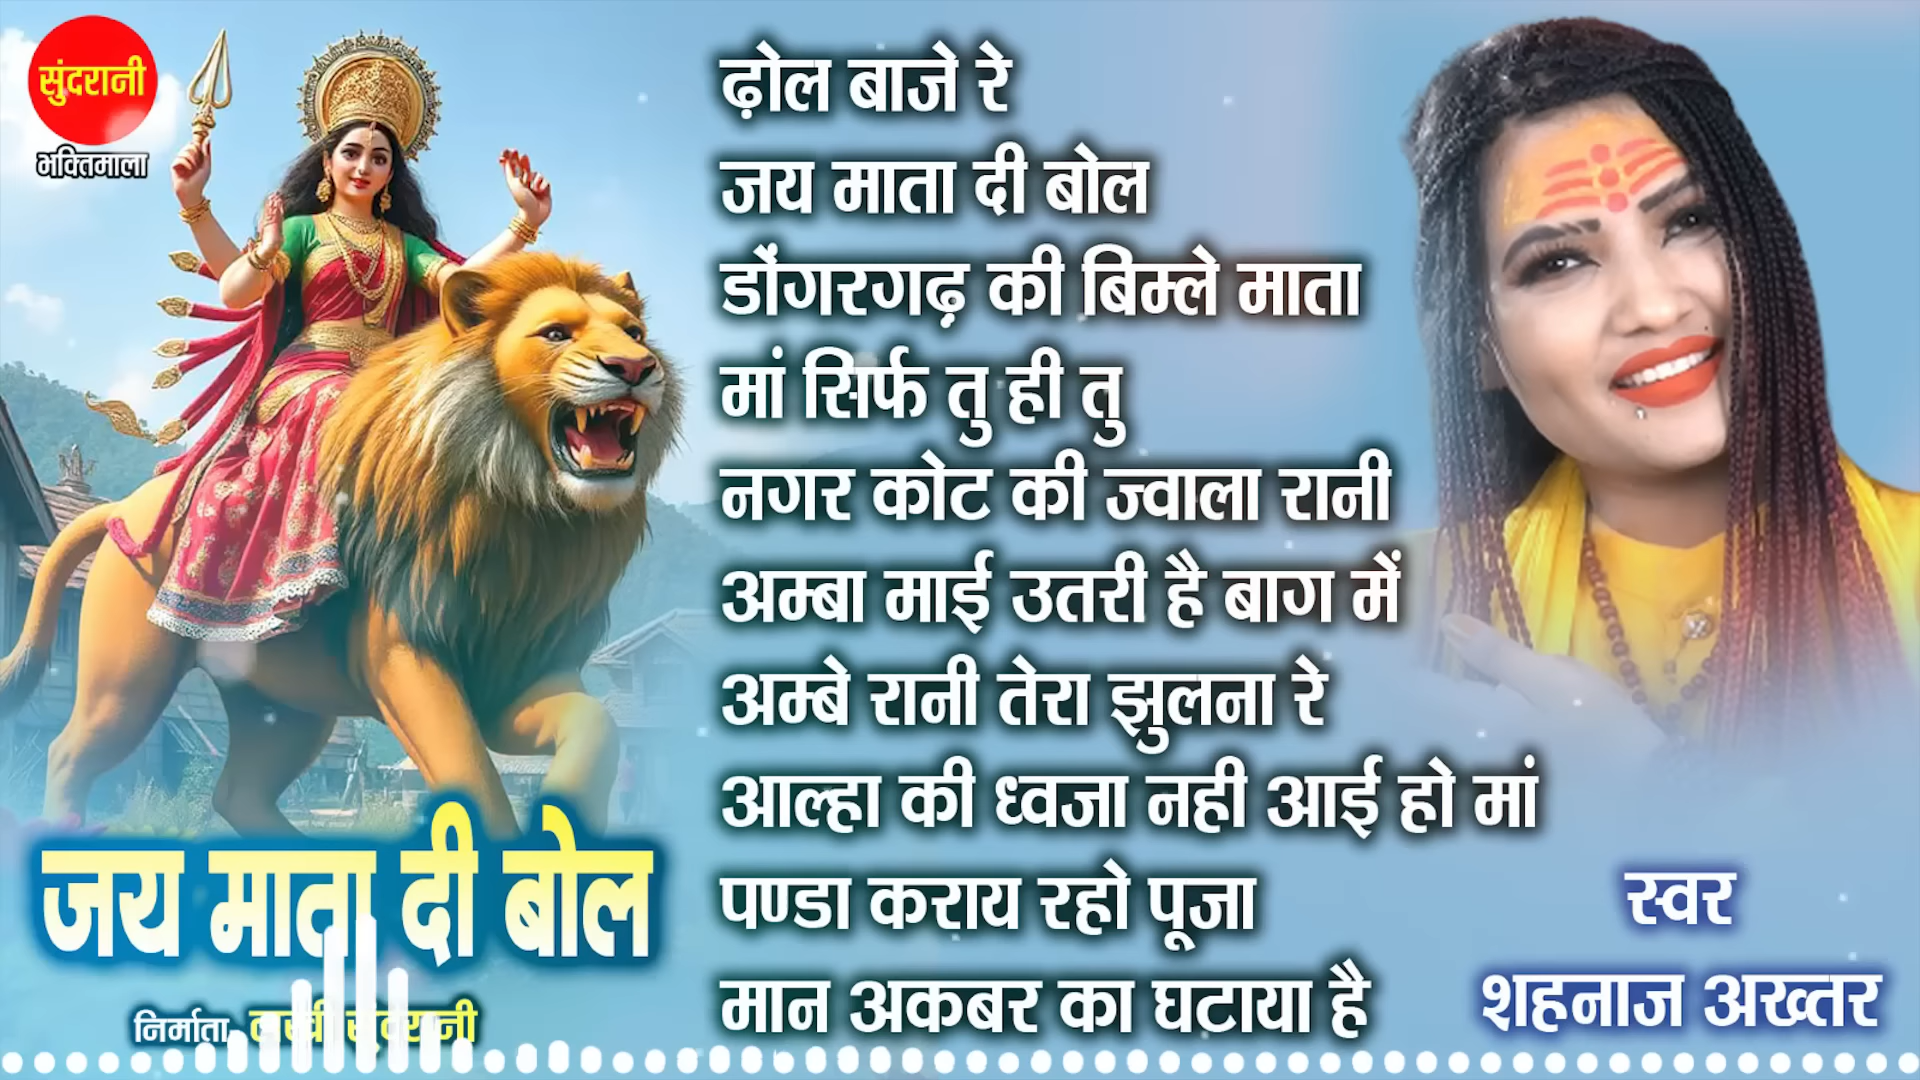 सुंदरानी
भक्तिमाला
ढ़ोल बाजे रे
जय माता दी बोल
डोंगरगढ़ की बिम्ले माता
मां सिर्फ तु ही तु
नगर कोट की ज्वाला रानी
अम्बा माई उतरी है बाग में
अम्बे रानी तेरा झुलना रे
आल्हा की ध्वजा नही आई हो मां
पण्डा कराय रहो पूजा
मान अकबर का घटाया है
जय माता दी बोल
निर्माता
स्वर
शहनाज अख्तर